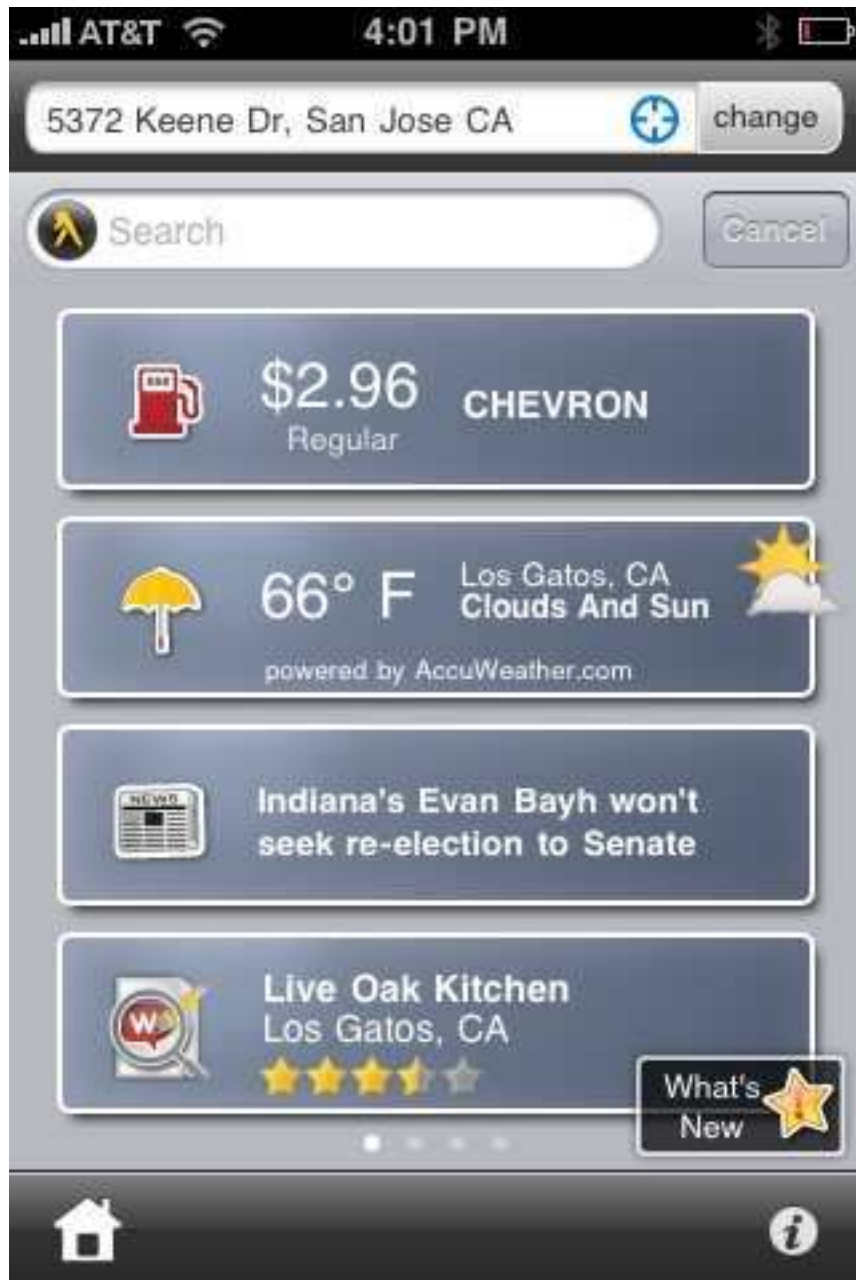 AT&T 4:01 PM
5372 Keene Dr, San Jose CA change
Search Cancel
$2.96 CHEVRON
Regular
66° F Los Gatos, CA
Clouds And Sun
powered by AccuWeather.com
NEWS
Indiana's Evan Bayh won't
seek re-election to Senate
W
Live Oak Kitchen
Los Gatos, CA
What's
New
i